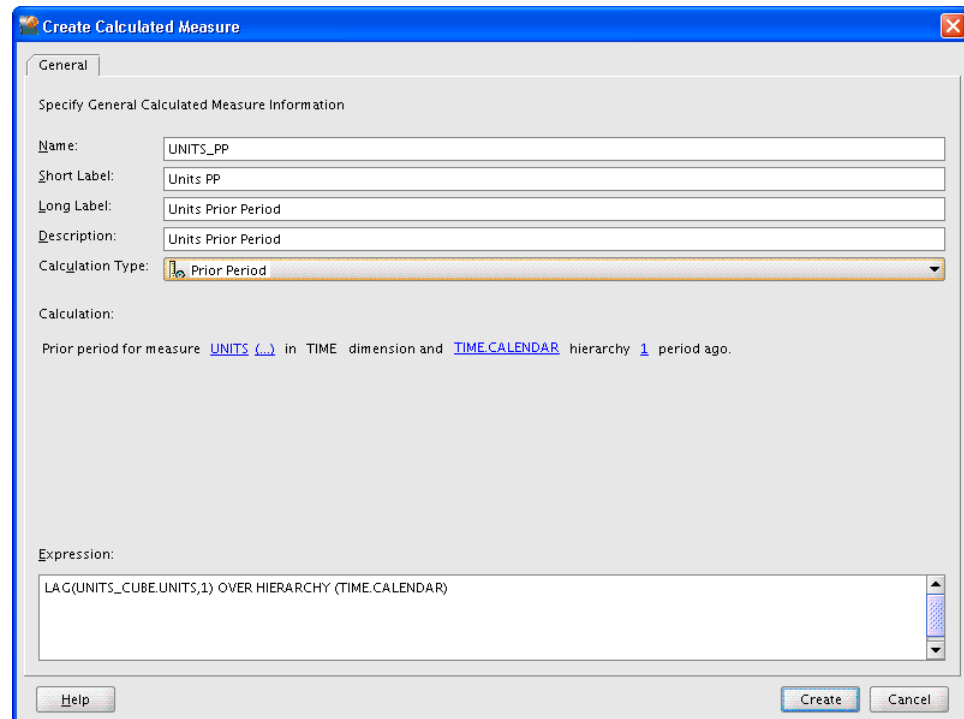 Create Calculated Measure
General
Specify General Calculated Measure Information
Name: UNITS_PP
Short Label: Units PP
Long Label: Units Prior Period
Description: Units Prior Period
Calculation Type: Prior Period
Calculation:
Prior period for measure UNITS (...) in TIME dimension and TIME.CALENDAR hierarchy 1 period ago.
Expression:
LAG(UNITS_CUBE.UNITS,1) OVER HIERARCHY (TIME.CALENDAR)
Help Create Cancel